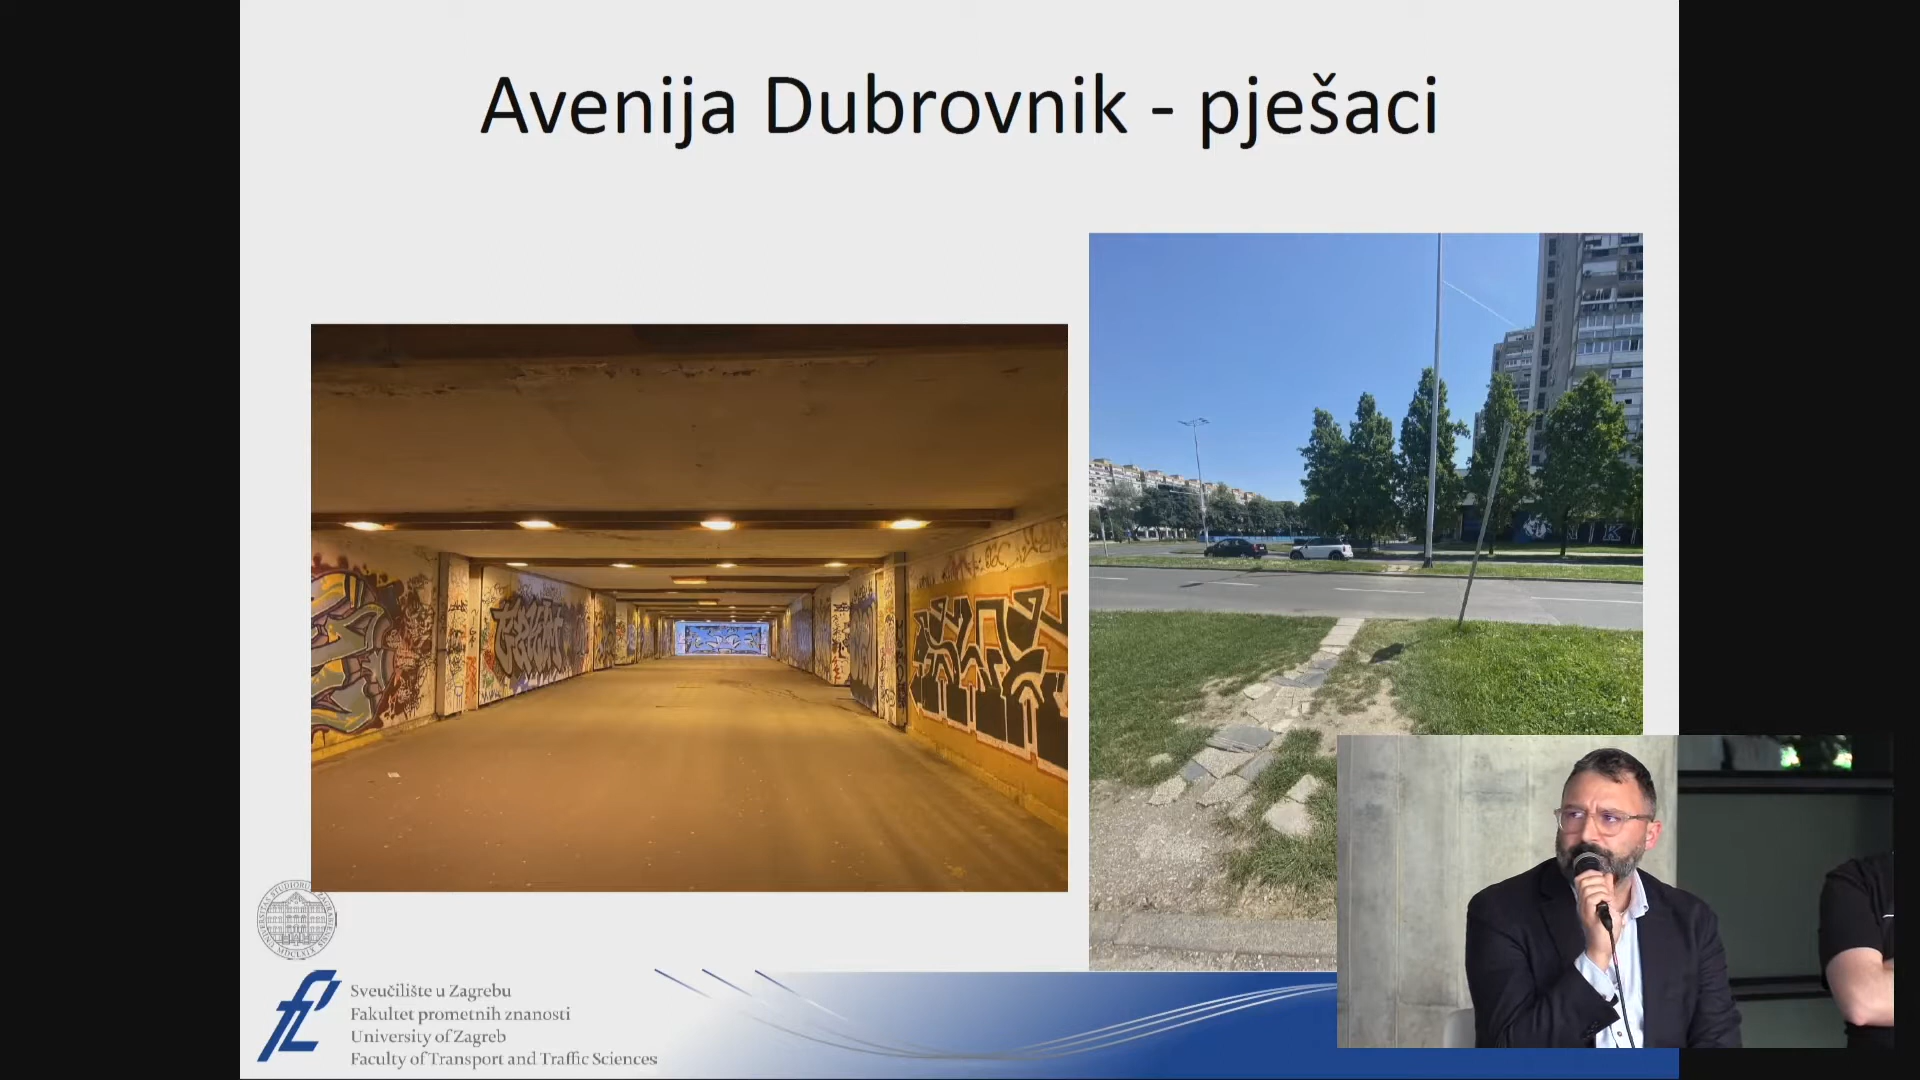 Avenija Dubrovnik - pješaci
Sveučilište u Zagrebu
Fakultet prometnih znanosti
University of Zagreb
Faculty of Transport and Traffic Sciences